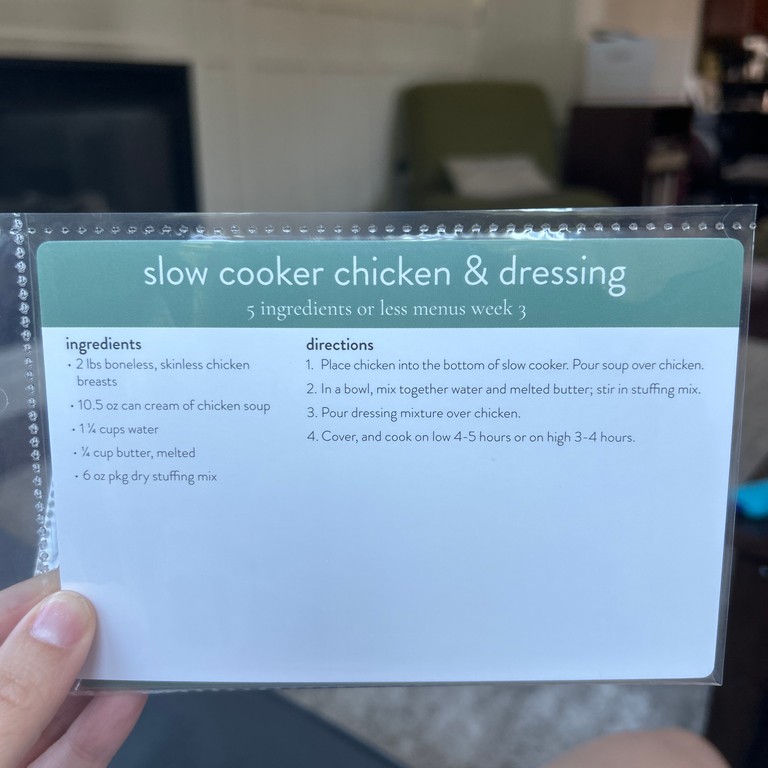 slow cooker chicken & dressing
5 ingredients or less menus week 3
ingredients
• 2 lbs boneless, skinless chicken
breasts
• 10.5 oz can cream of chicken soup
• 1 ¼ cups water
• ¼ cup butter, melted
• 6 oz pkg dry stuffing mix
directions
1. Place chicken into the bottom of slow cooker. Pour soup over chicken.
2. In a bowl, mix together water and melted butter; stir in stuffing mix.
3. Pour dressing mixture over chicken.
4. Cover, and cook on low 4-5 hours or on high 3-4 hours.